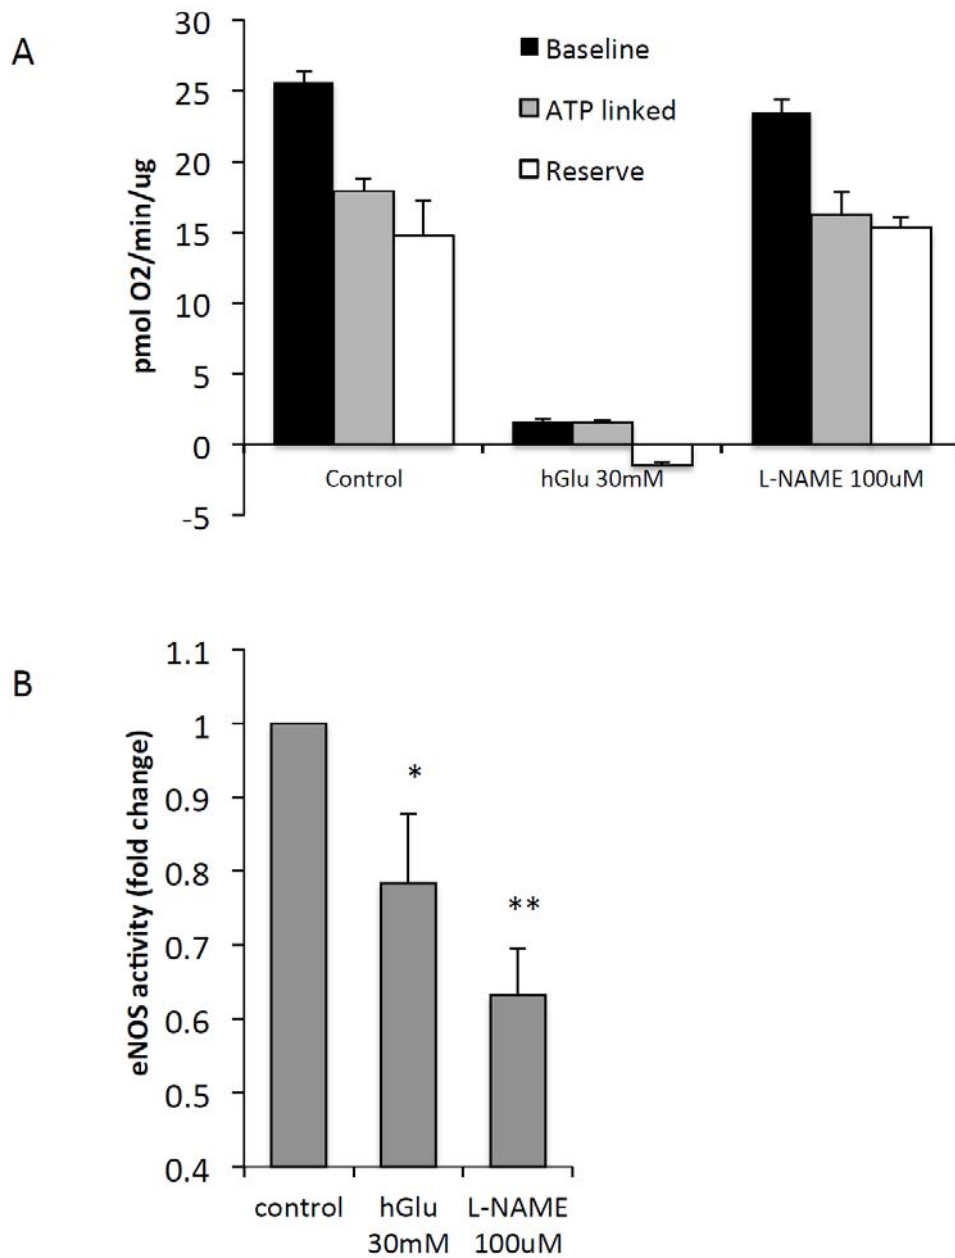 A
pmol O2/min/ug
30
25
20
15
10
5
0
-5
Baseline
ATP linked
Reserve
Control
hGlu 30mM
L-NAME 100uM
B
eNOS activity (fold change)
1.1
1
0.9
0.8
0.7
0.6
0.5
0.4
*
**
control
hGlu
30mM
L-NAME
100uM